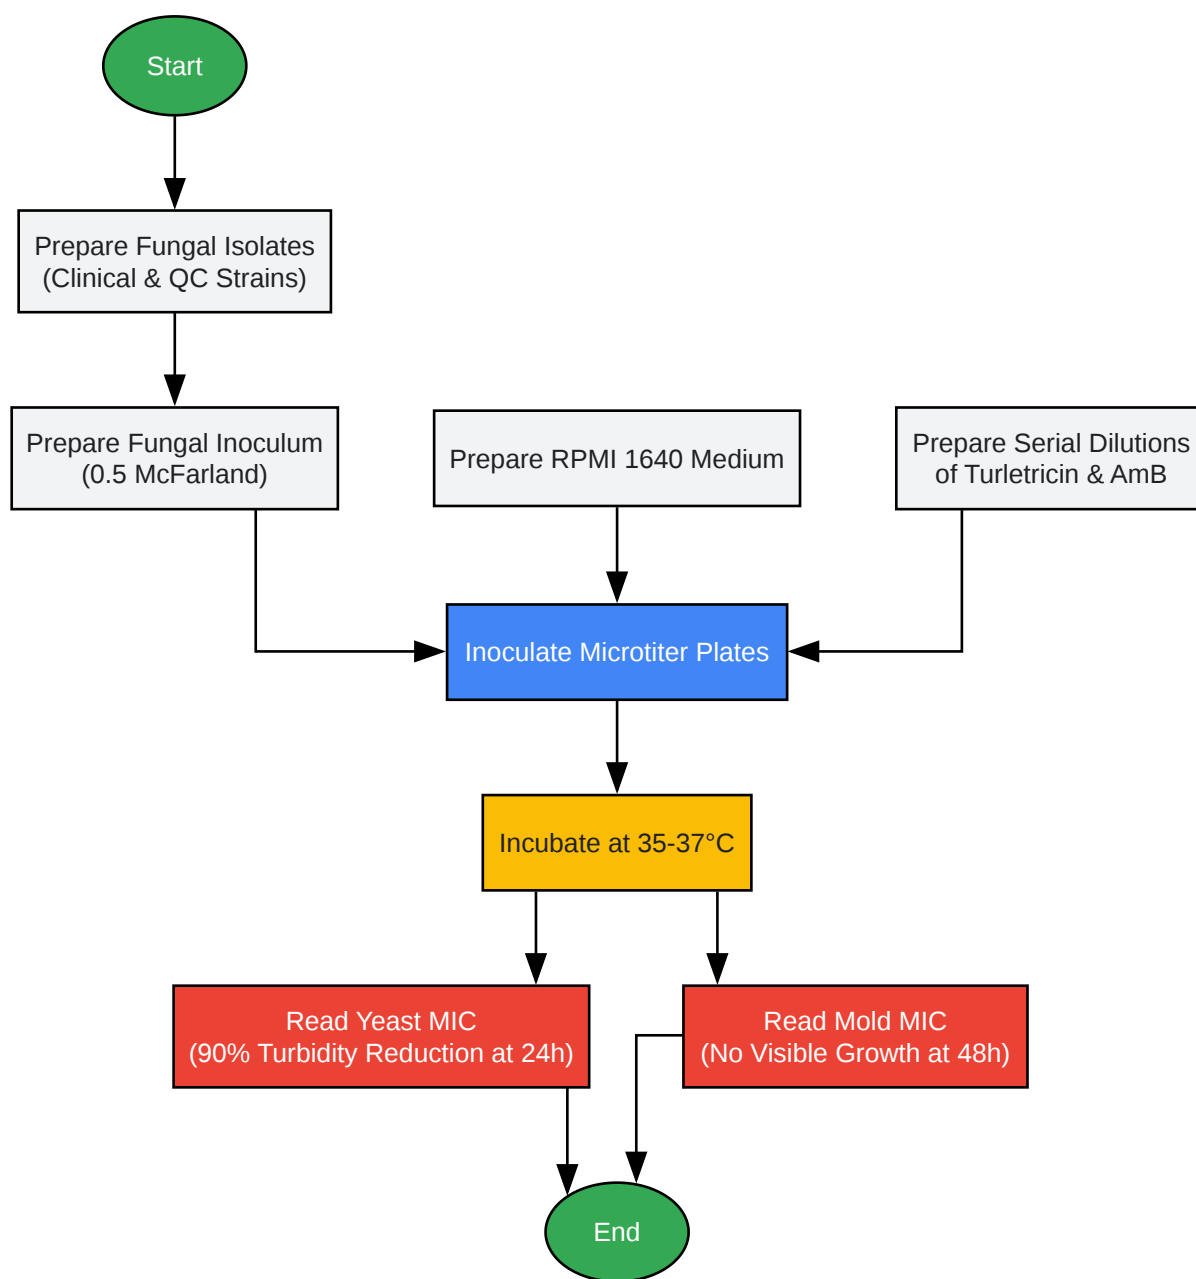 Start
Prepare Fungal Isolates
(Clinical & QC Strains)
Prepare Fungal Inoculum
(0.5 McFarland)
Prepare RPMI 1640 Medium
Prepare Serial Dilutions
of Turletricin & AmB
Inoculate Microtiter Plates
Incubate at 35-37°C
Read Yeast MIC
(90% Turbidity Reduction at 24h)
Read Mold MIC
(No Visible Growth at 48h)
End